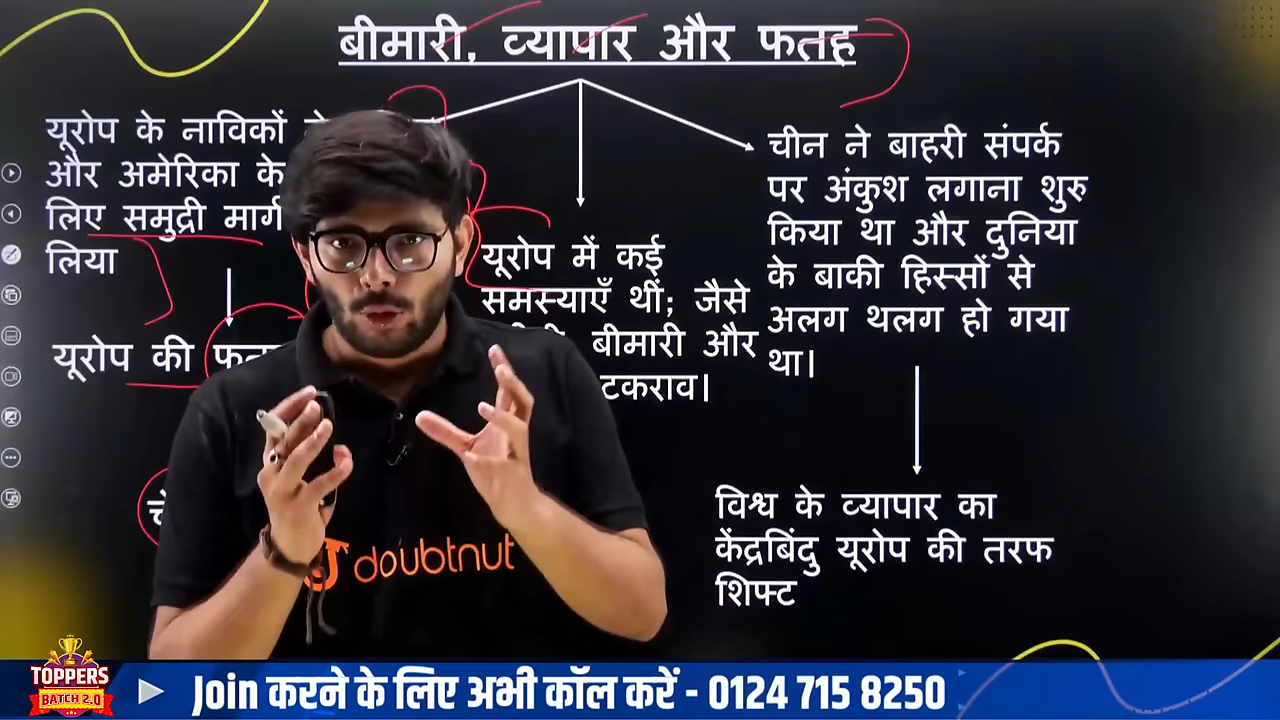 बीमारी, व्यापार और फतह
यूरोप के नाविकों
और अमेरिका के
लिए समुद्री मार्ग
लिया
यूरोप की
यूरोप में कई
समस्याएँ थीं; जैसे
बीमारी और
टकराव।
चीन ने बाहरी संपर्क
पर अंकुश लगाना शुरु
किया था और दुनिया
के बाकी हिस्सों से
अलग थलग हो गया
था।
विश्व के व्यापार का
केंद्रबिंदु यूरोप की तरफ
शिफ्ट
doubtnut
TOPPERS
BATCH 2.0
Join करने के लिए अभी कॉल करें - 0124 715 8250